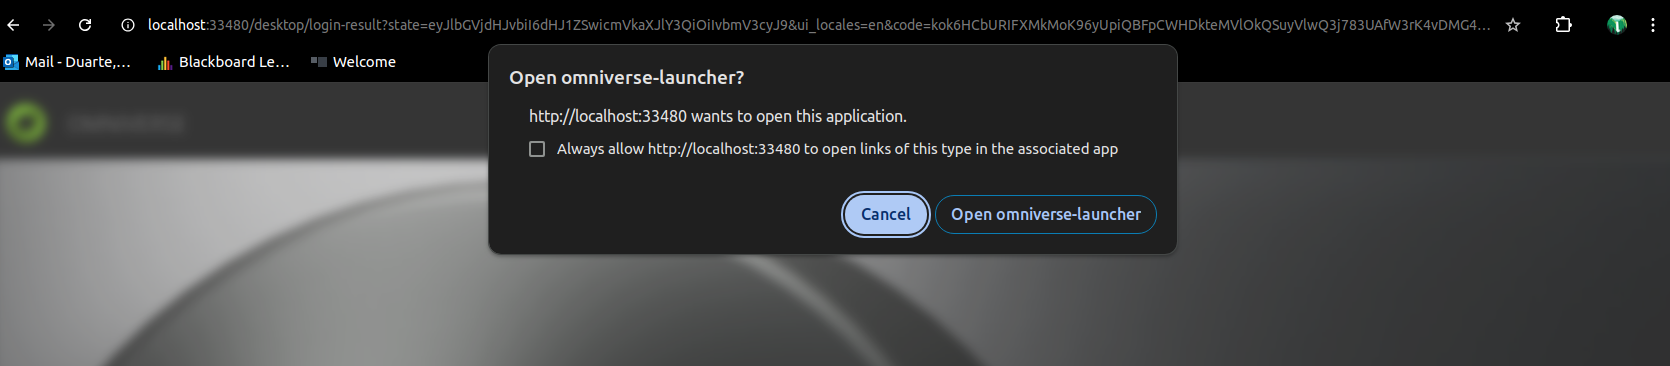 localhost:33480/desktop/login-result?state=eyJlbGVjdHJvbiI6dHJ1ZSwicmVkaXJlY3QiOiIvbmV3cyJ9&ui_locales=en&code=kok6HCbURIFXMkMoK96yUpiQBFpCWHDkteMVlOkQSuyVlwQ3j783UAfW3rK4vDMG4...
Mail - Duarte,... Blackboard Le... Welcome
Open omniverse-launcher?
http://localhost:33480 wants to open this application.
Always allow http://localhost:33480 to open links of this type in the associated app
Cancel Open omniverse-launcher